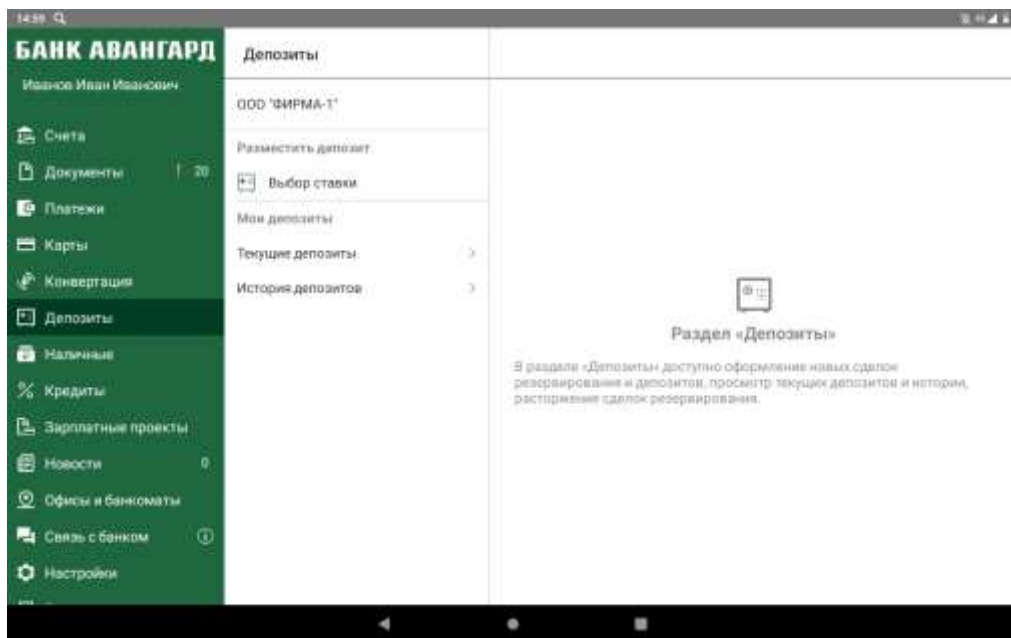 14:59
БАНК АВАНГАРД
Иванов Иван Иванович
Счета
Документы ! 20
Платежи
Карты
Конвертация
Депозиты
Наличные
Кредиты
Зарплатные проекты
Новости 0
Офисы и банкоматы
Связь с банком
Настройки
Депозиты
ООО "ФИРМА-1"
Разместить депозит
Выбор ставки
Мои депозиты
Текущие депозиты
История депозитов
Раздел «Депозиты»
В разделе «Депозиты» доступно оформление новых сделок
резервирования и депозитов, просмотр текущих депозитов и истории,
расторжение сделок резервирования.